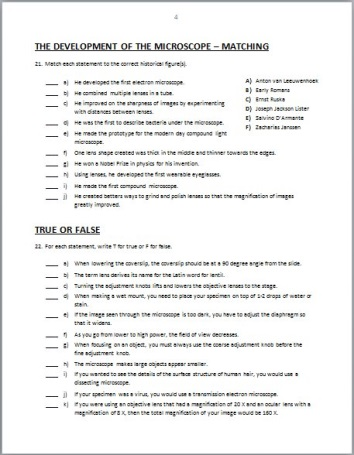 4
THE DEVELOPMENT OF THE MICROSCOPE – MATCHING
21. Match each statement to the correct historical figure(s).
____ a) He developed the first electron microscope.
____ b) He combined multiple lenses in a tube.
____ c) He improved on the sharpness of images by experimenting
with distances between lenses.
____ d) He was the first to describe bacteria under the microscope.
____ e) He made the prototype for the modern day compound light
microscope.
____ f) One lens shape created was thick in the middle and thinner towards the edges.
____ g) He won a Nobel Prize in physics for his invention.
____ h) Using lenses, he developed the first wearable eyeglasses.
____ i) He made the first compound microscope.
____ j) He created betters ways to grind and polish lenses so that the magnification of images
greatly improved.
A) Anton van Leeuwenhoek
B) Early Romans
C) Ernst Ruska
D) Joseph Jackson Lister
E) Salvino D'Armante
F) Zacharias Janssen
TRUE OR FALSE
22. For each statement, write T for true or F for false.
____ a) When lowering the coverslip, the coverslip should be at a 90 degree angle from the slide.
____ b) The term lens derives its name for the Latin word for lentil.
____ c) Turning the adjustment knobs lifts and lowers the objective lenses to the stage.
____ d) When making a wet mount, you need to place your specimen on top of 1-2 drops of water or
stain.
____ e) If the image seen through the microscope is too dark, you have to adjust the diaphragm so
that it widens.
____ f) As you go from lower to high power, the field of view decreases.
____ g) When focusing on an object, you must always use the coarse adjustment knob before the
fine adjustment knob.
____ h) The microscope makes large objects appear smaller.
____ i) If you wanted to see the details of the surface structure of human hair, you would use a
dissecting microscope.
____ j) If your specimen was a virus, you would use a transmission electron microscope.
____ k) If you were using an objective lens that had a magnification of 20 X and an ocular lens with a
magnification of 8 X, then the total magnification of your image would be 160 X.